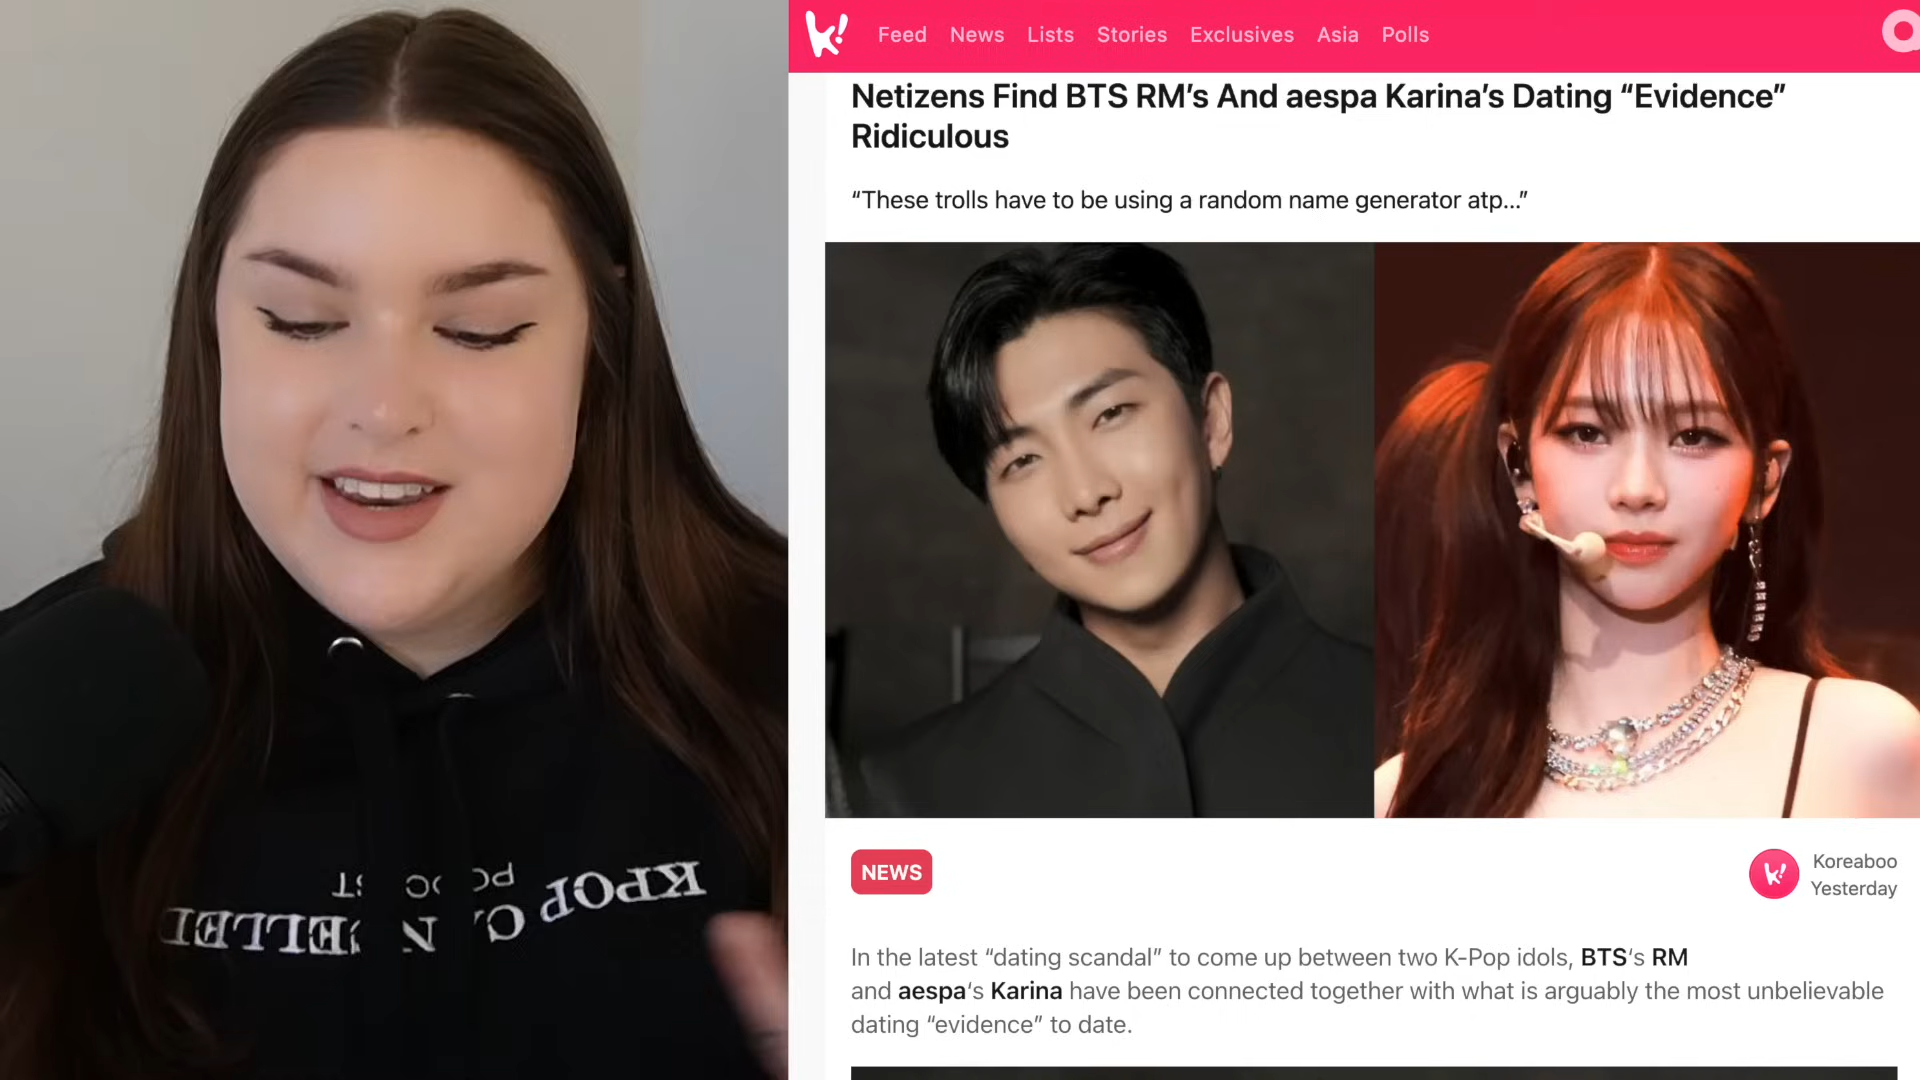 k!
Feed News Lists Stories Exclusives Asia Polls
Netizens Find BTS RM’s And aespa Karina’s Dating “Evidence”
Ridiculous
“These trolls have to be using a random name generator atp...”
NEWS
k!
Koreaboo
Yesterday
In the latest “dating scandal” to come up between two K-Pop idols, BTS‘s RM
and aespa‘s Karina have been connected together with what is arguably the most unbelievable
dating “evidence” to date.
KPOP